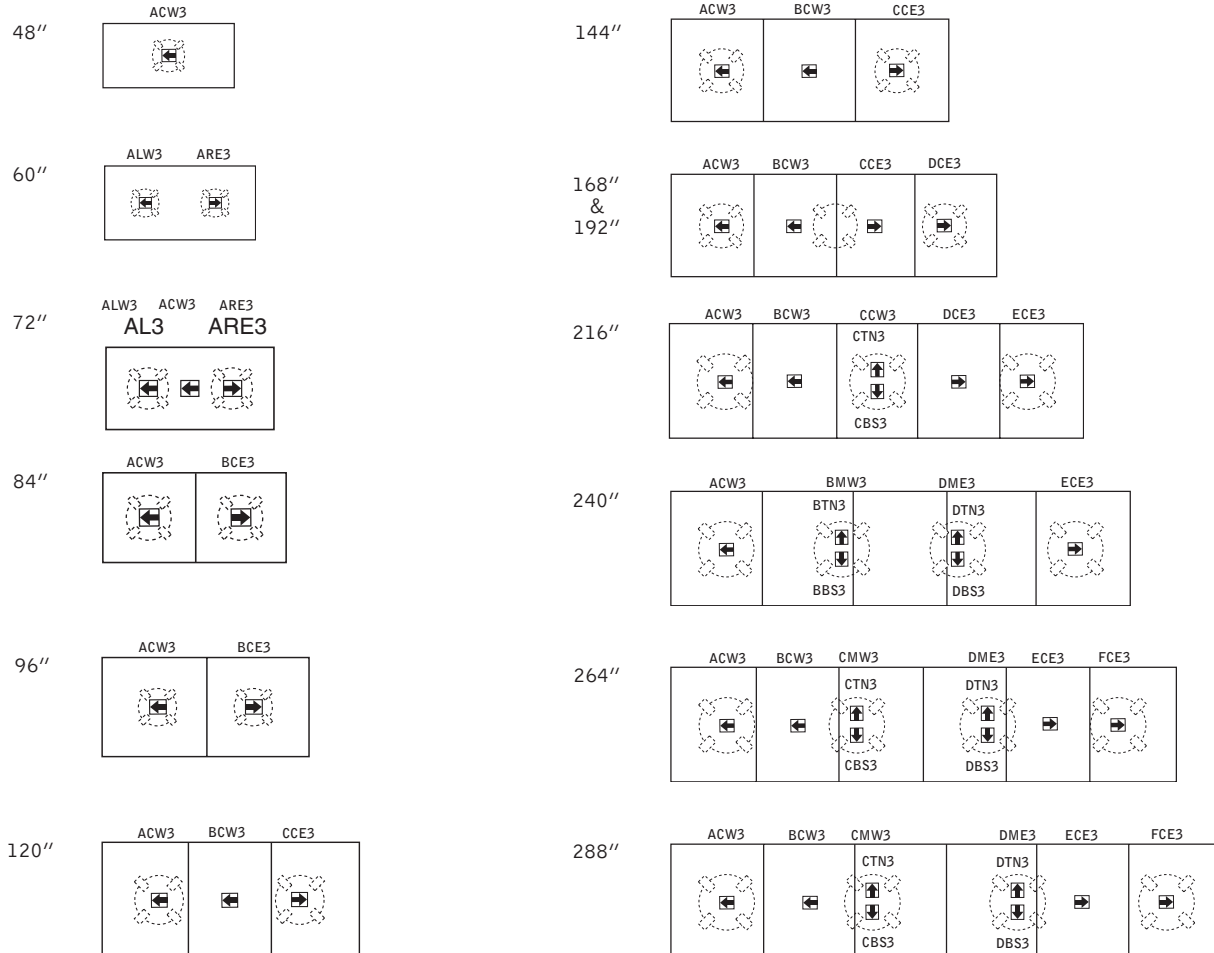 ACW3
48″
ALW3 ARE3
60″
ALW3 ACW3 ARE3
72″
AL3 ARE3
ACW3 BCE3
84″
ACW3 BCE3
96″
ACW3 BCW3 CCE3
120″
ACW3 BCW3 CCE3
144″
ACW3 BCW3 CCE3 DCE3
168″
&
192″
ACW3 BCW3 CCW3 DCE3 ECE3
216″
CTN3
CBS3
ACW3 BMW3 DME3 ECE3
240″
BTN3 DTN3
BBS3 DBS3
ACW3 BCW3 CMW3 DME3 ECE3 FCE3
264″
CTN3 DTN3
CBS3 DBS3
ACW3 BCW3 CMW3 DME3 ECE3 FCE3
288″
CTN3 DTN3
CBS3 DBS3